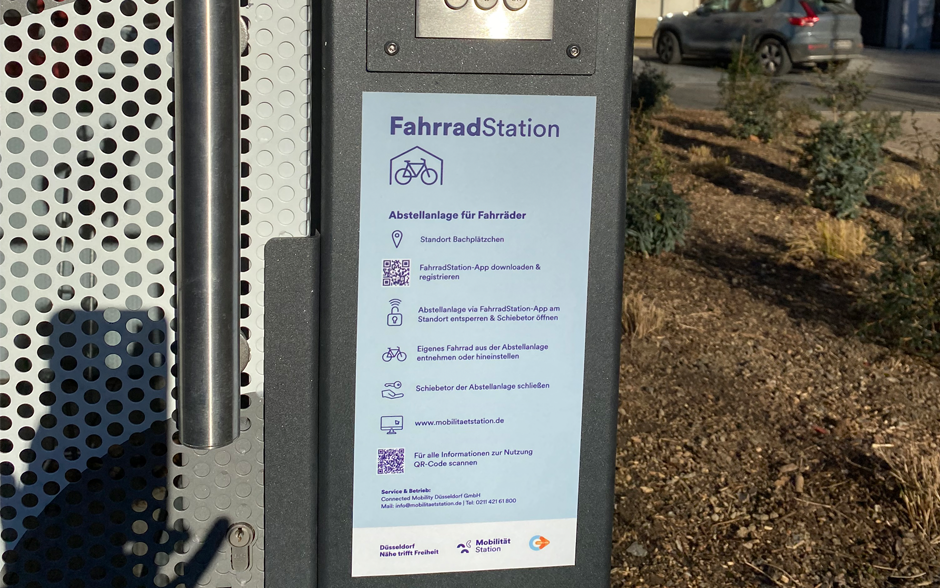 FahrradStation
Abstellanlage für Fahrräder
Standort Bachplätzchen
FahrradStation-App downloaden &
registrieren
Abstellanlage via FahrradStation-App am
Standort entsperren & Schiebetor öffnen
Eigenes Fahrrad aus der Abstellanlage
entnehmen oder hineinstellen
Schiebetor der Abstellanlage schließen
www.mobilitaetstation.de
Für alle Informationen zur Nutzung
QR-Code scannen
Service & Betrieb:
Connected Mobility Düsseldorf GmbH
Mail: info@mobilitaetstation.de | Tel: 0211 421 61 800
Düsseldorf
Nähe trifft Freiheit
Mobilität
Station